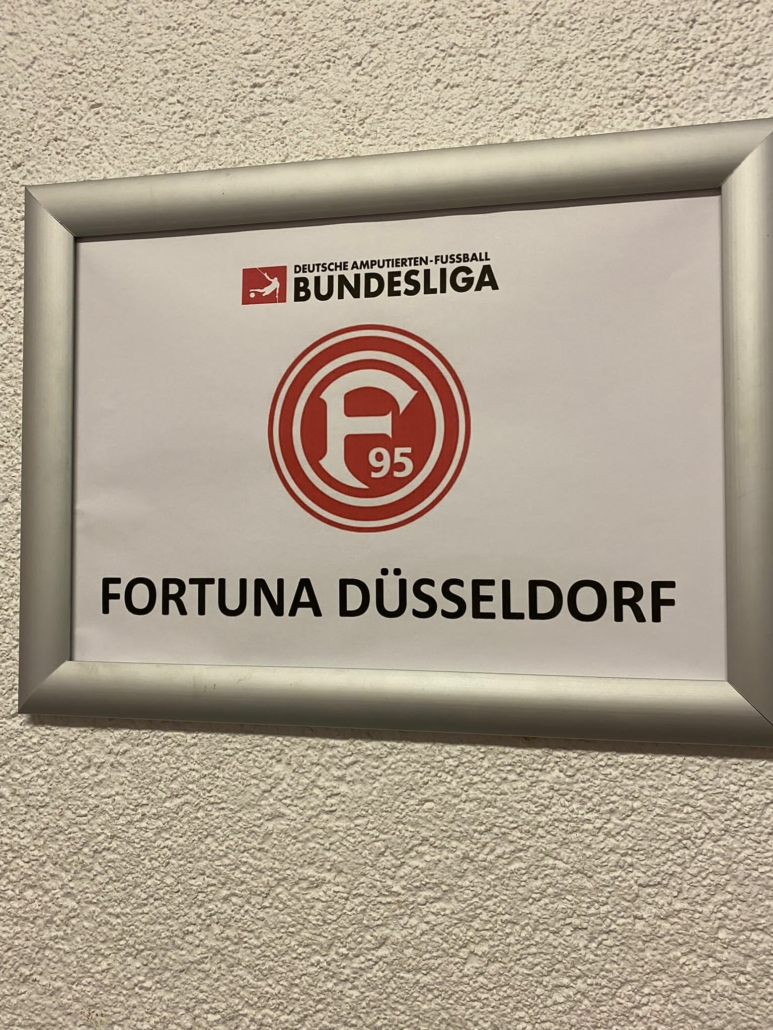 DEUTSCHE AMPUTIERTEN-FUSSBALL
BUNDESLIGA
F
95
FORTUNA DÜSSELDORF